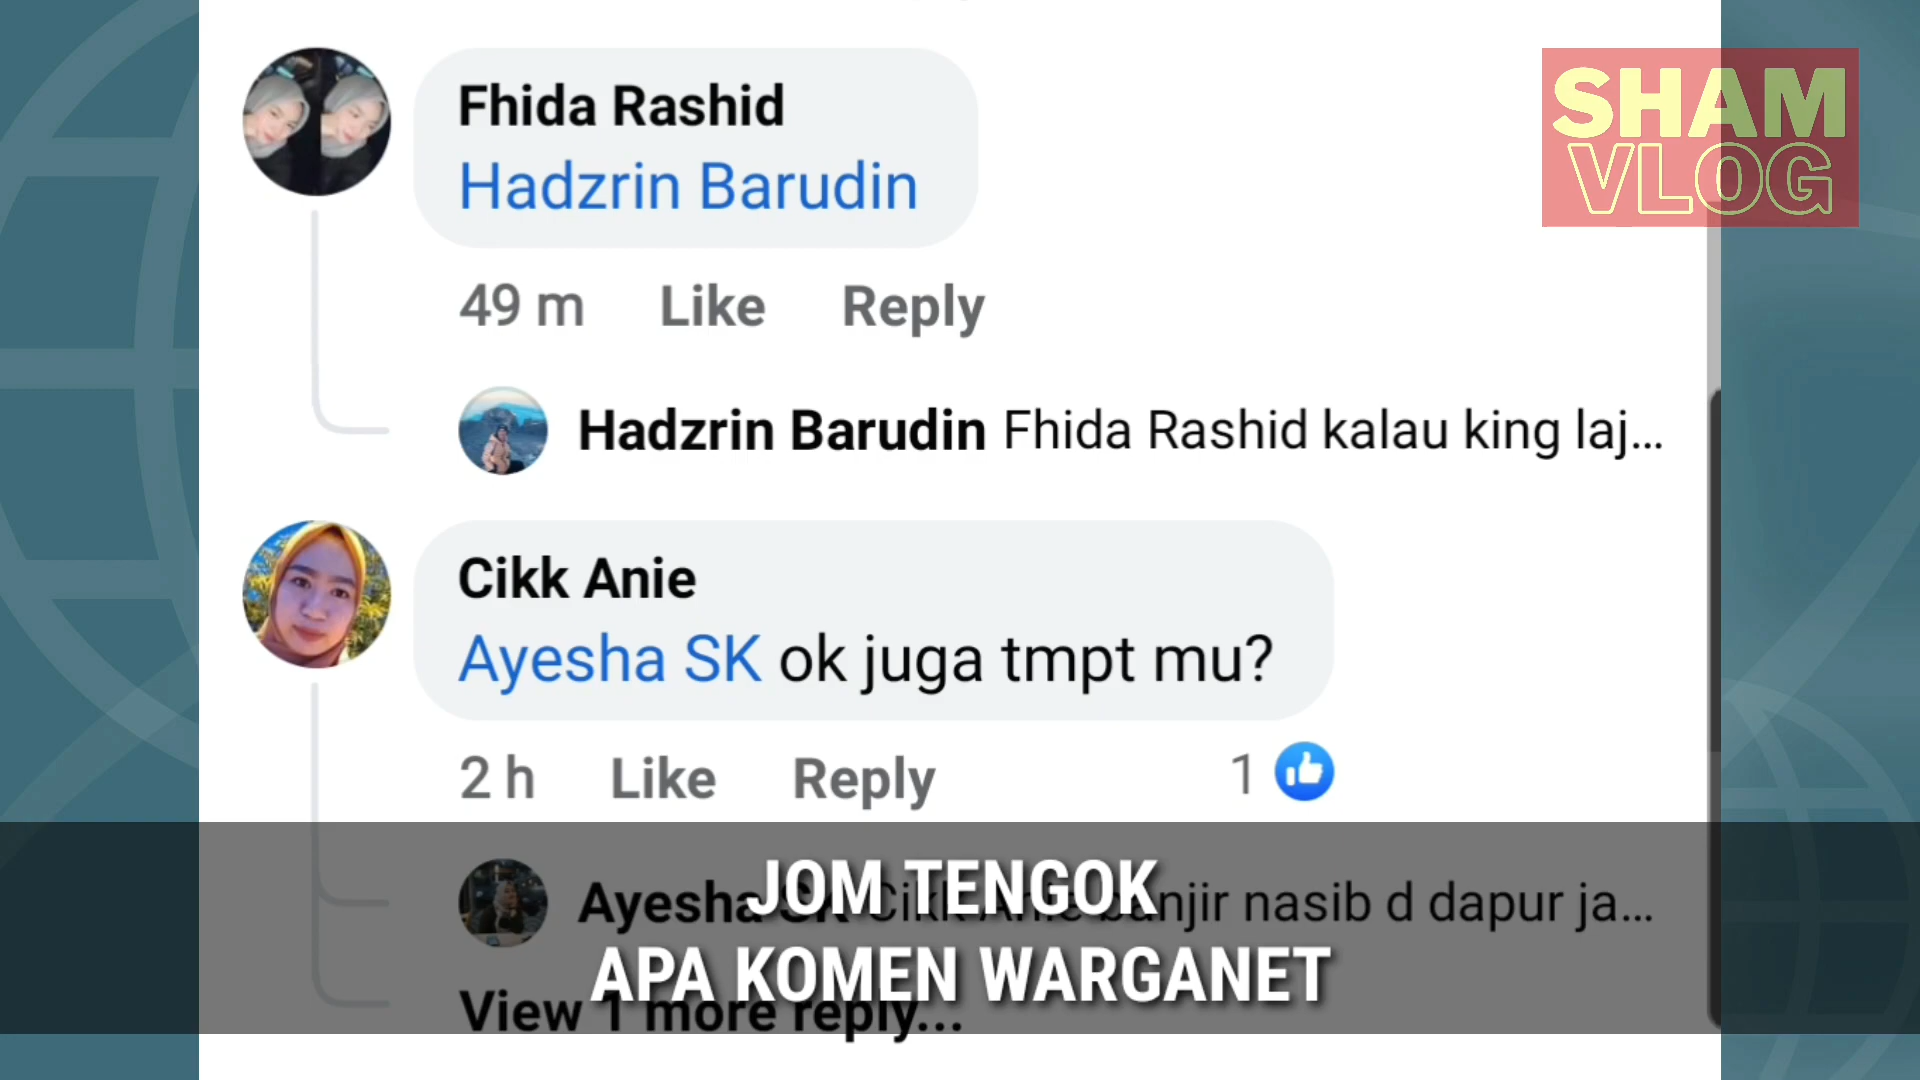 SHAM
VLOG
Fhida Rashid
Hadzrin Barudin
49 m Like Reply
Hadzrin Barudin Fhida Rashid kalau king laj...
Cikk Anie
Ayesha SK ok juga tmpt mu?
2 h Like Reply 1
Ayesha SK Cikk Anie banjir nasib d dapur ja...
View 1 more reply...
JOM TENGOK
APA KOMEN WARGANET